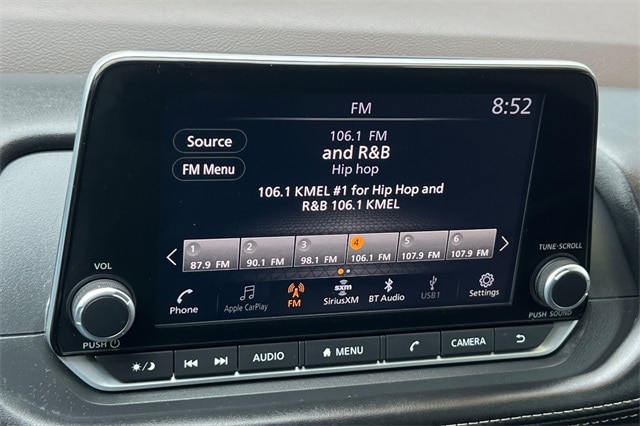 FM
8:52
Source
FM Menu
106.1 FM
and R&B
Hip hop
106.1 KMEL #1 for Hip Hop and
R&B 106.1 KMEL
1 2 3 4 5 6
87.9 FM 90.1 FM 98.1 FM 106.1 FM 107.9 FM 107.9 FM
Phone Apple CarPlay FM sxm SiriusXM BT Audio USB1 Settings
VOL
PUSH
TUNE·SCROLL
PUSH SOUND
AUDIO MENU CAMERA